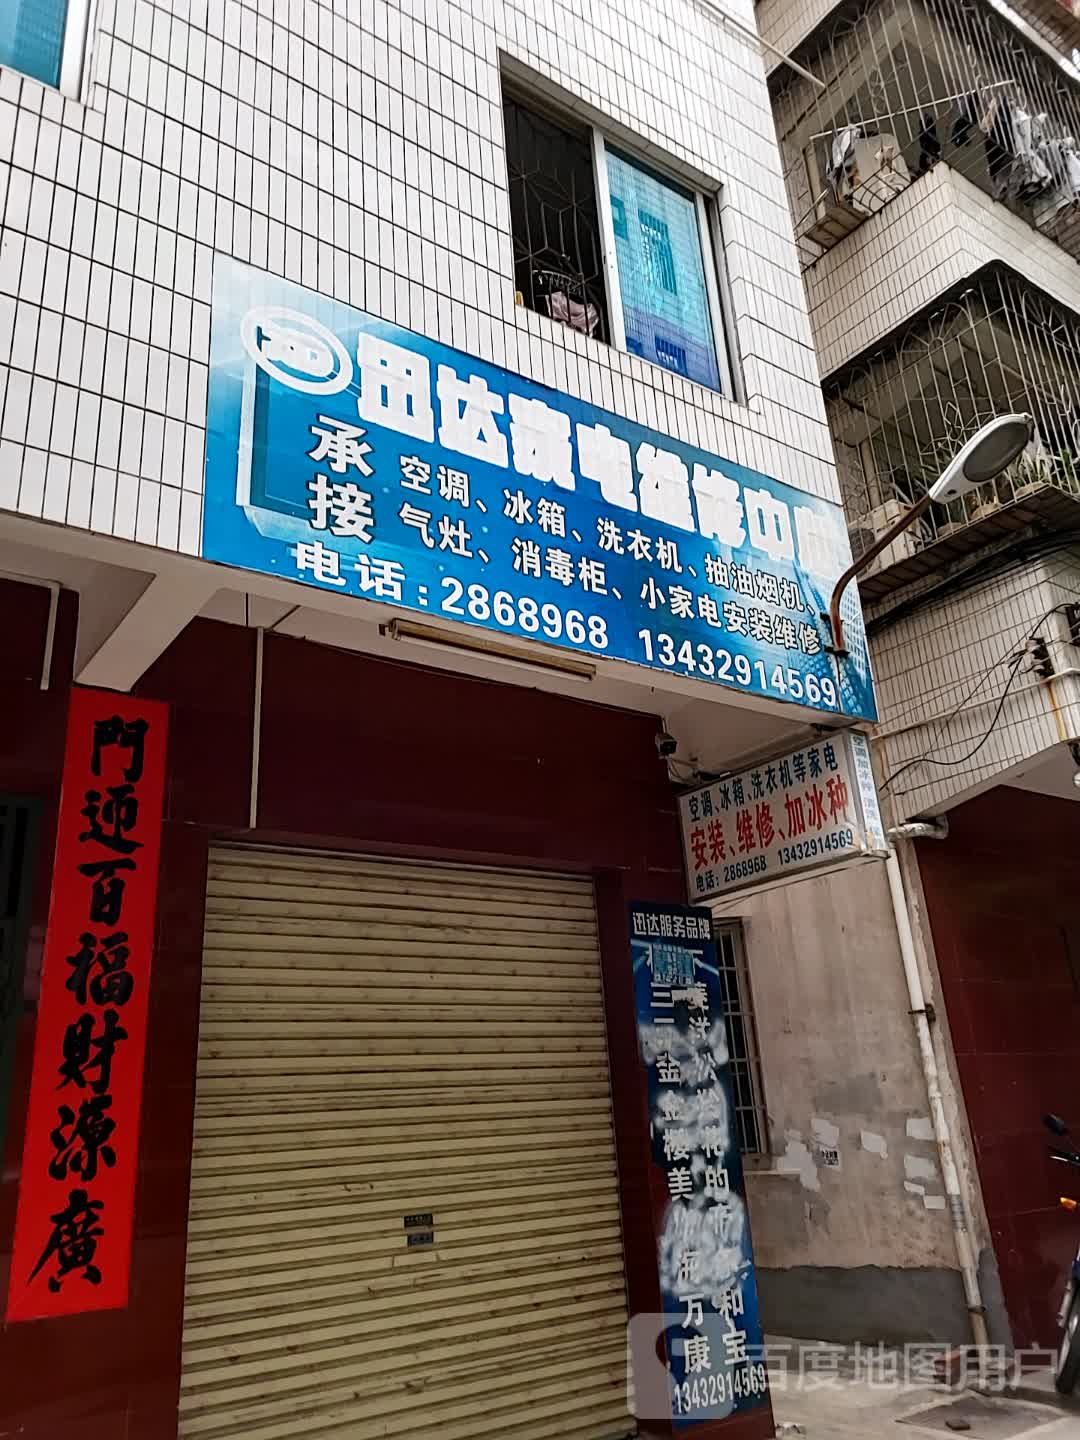 迅达家电维修中心
承接
空调、冰箱、洗衣机、抽油烟机、
气灶、消毒柜、小家电安装维修
电话：2868968 13432914569
空调、冰箱、洗衣机等家电
安装、维修、加冰种
电话：2868968 13432914569
門迎百福財源廣
迅达服务品牌
万康
和宝
13432914569
百度地图用户